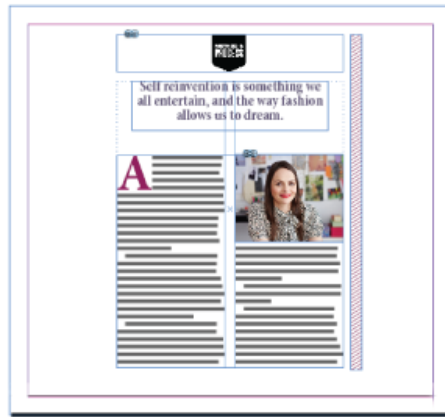 Self reinvention is something we
all entertain, and the way fashion
allows us to dream.
A